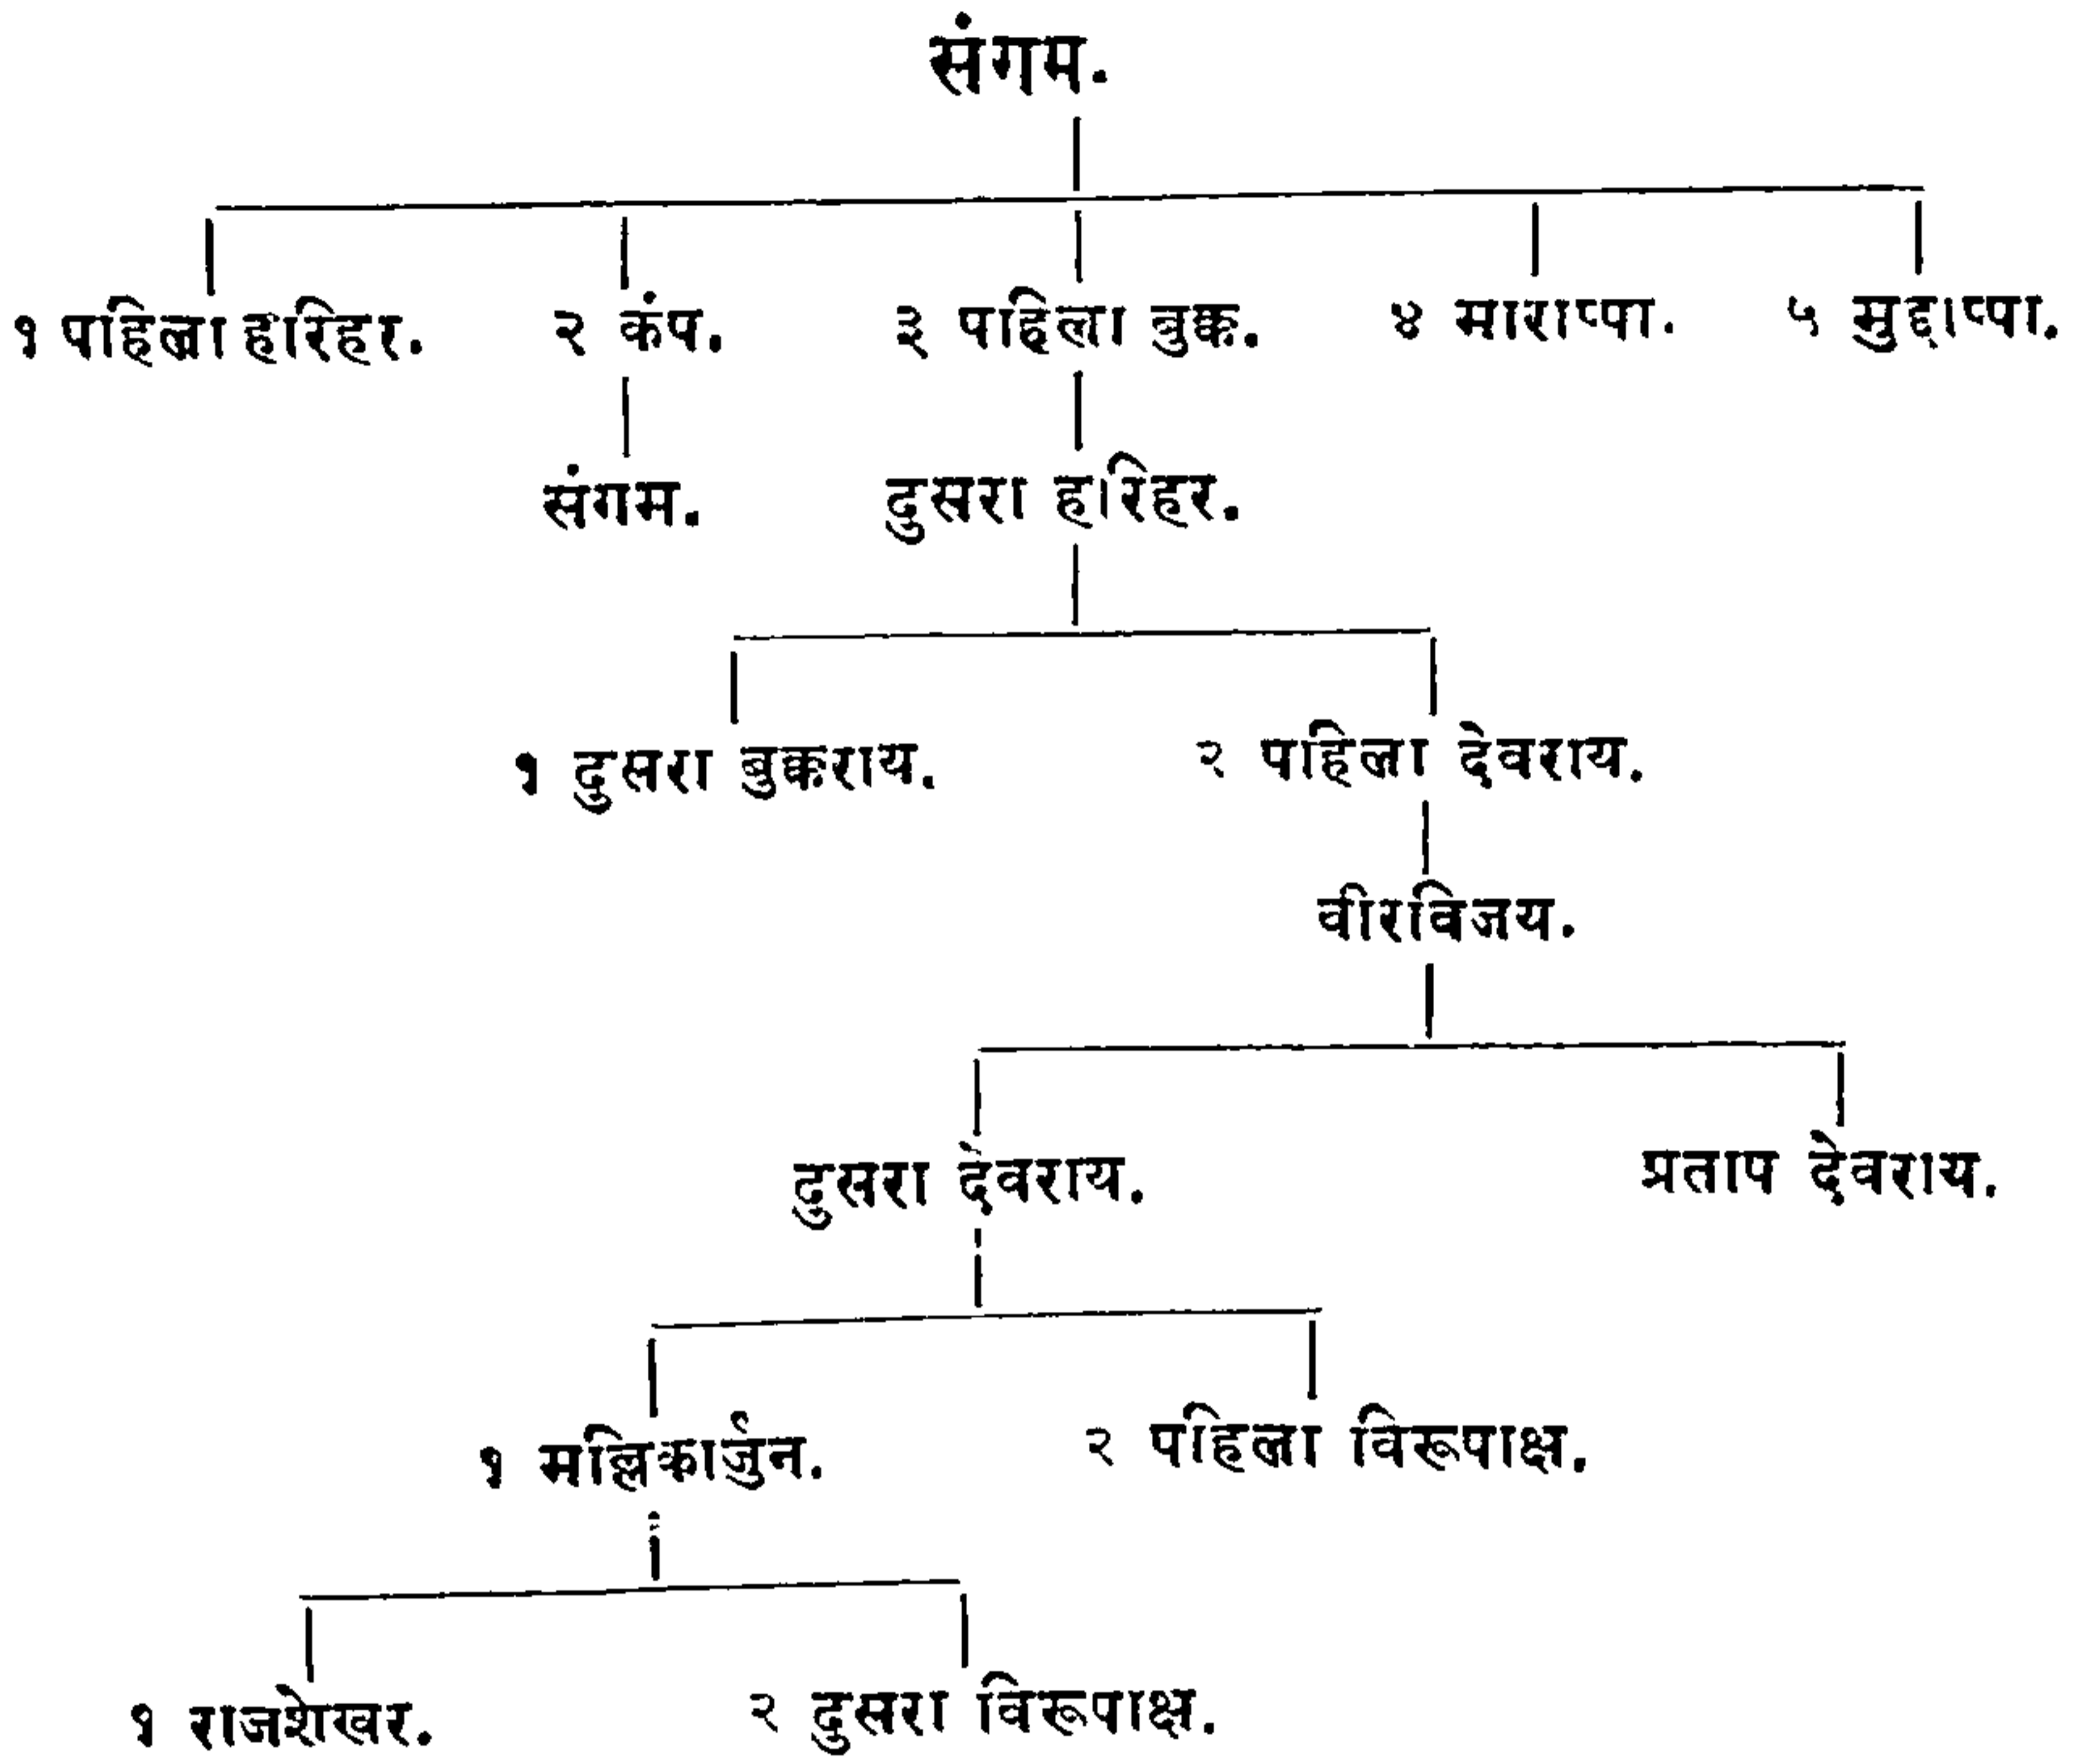 संगम.
१ पहिला हरिहर. २ कंप. ३ पहिला बुक्क. ४ माराप्पा. ५ मुद्दाप्पा.
संगम. दुसरा हरिहर.
१ दुसरा बुक्कराय. २ पहिला देवराय.
वीरविजय.
दुसरा देवराय. प्रताप देवराय.
१ मल्लिकार्जुन. २ पहिला विरूपाक्ष.
१ राजशेखर. २ दुसरा विरूपाक्ष.